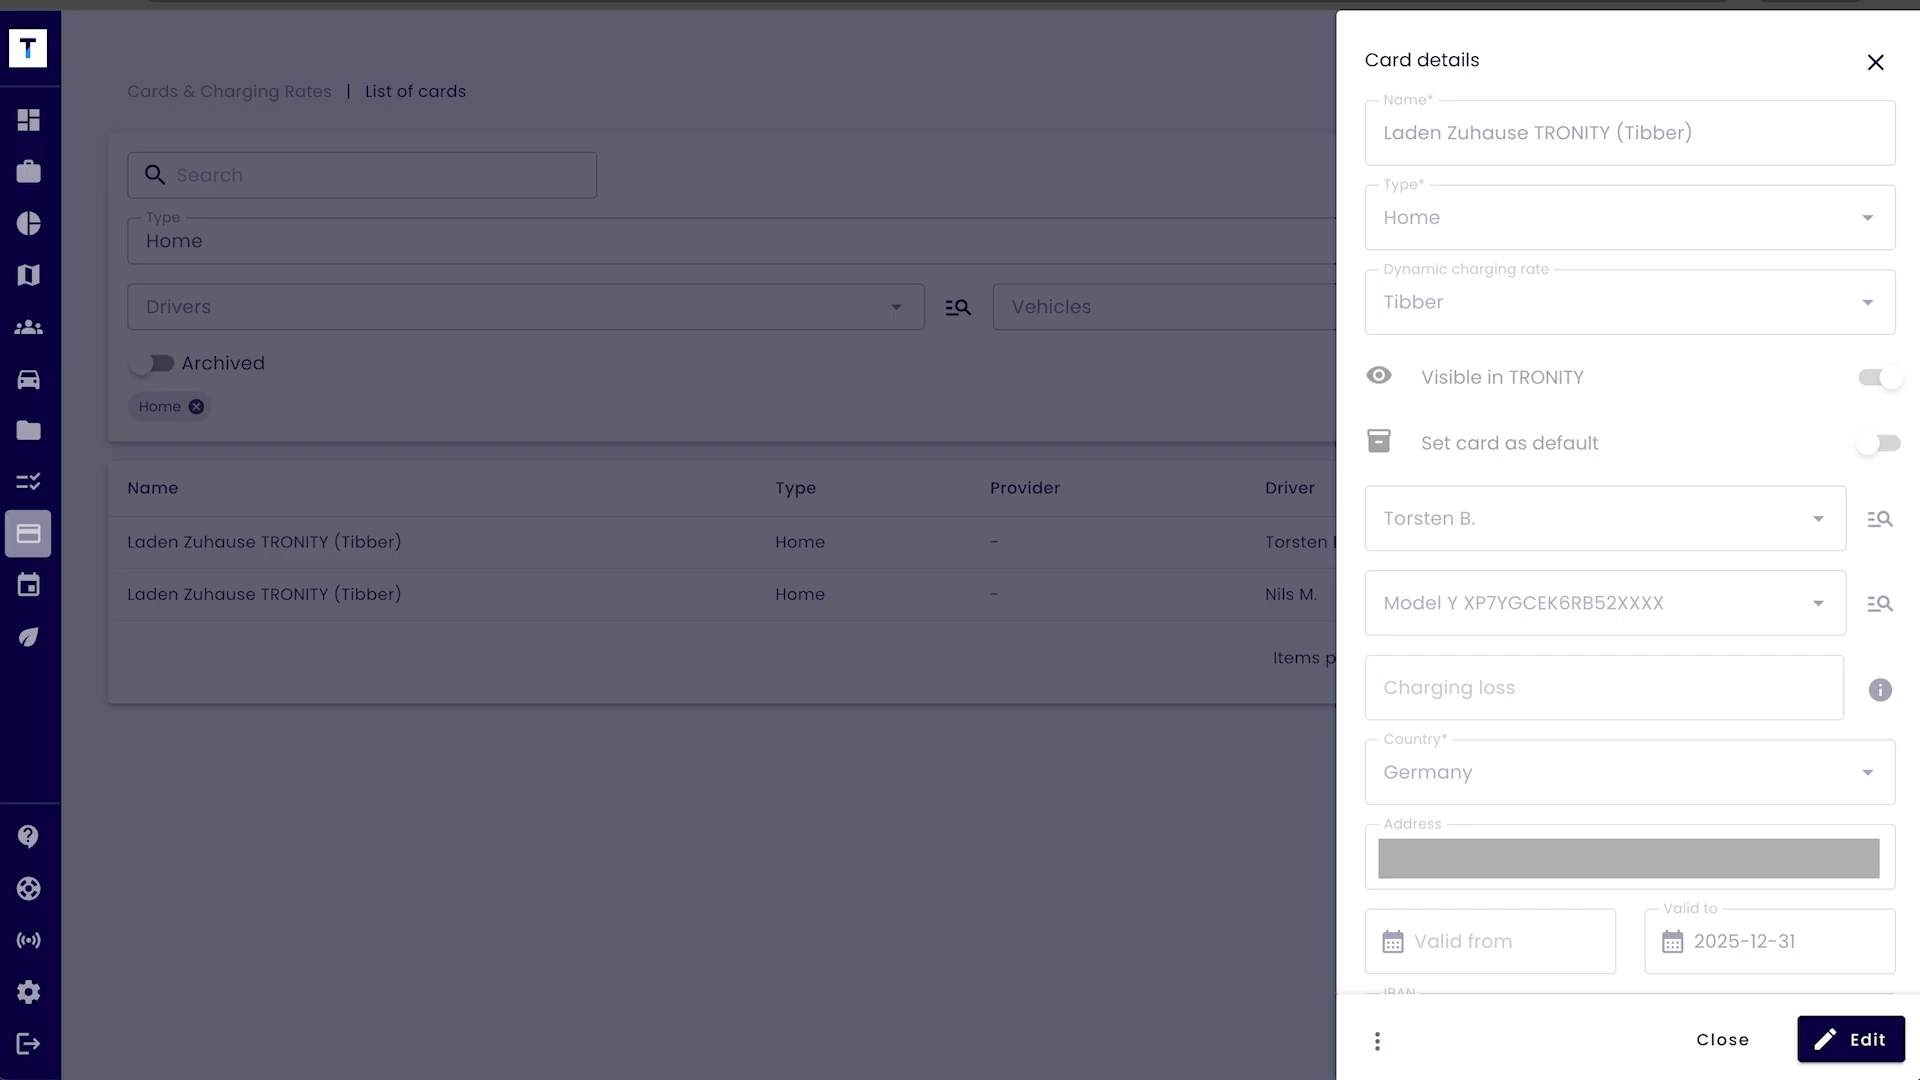 T
Cards & Charging Rates | List of cards
Search
Type
Home
Drivers
Vehicles
Archived
Home
Name Type Provider Driver
Laden Zuhause TRONITY (Tibber) Home - Torsten
Laden Zuhause TRONITY (Tibber) Home - Nils M.
Items p
Card details
Name*
Laden Zuhause TRONITY (Tibber)
Type*
Home
Dynamic charging rate
Tibber
Visible in TRONITY
Set card as default
Torsten B.
Model Y XP7YGCEK6RB52XXXX
Charging loss
Country*
Germany
Address
Valid from
Valid to
2025-12-31
IBAN
Close
Edit